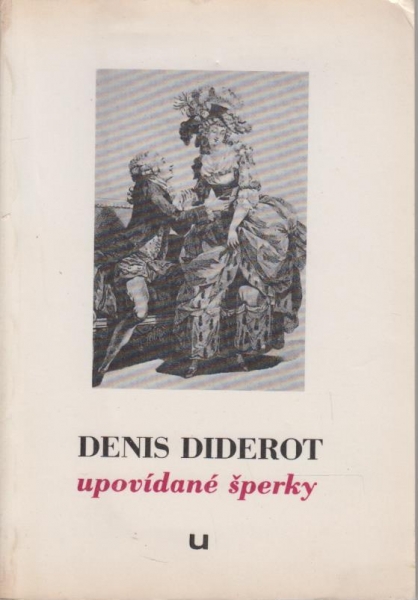 DENIS DIDEROT
upovídané šperky
u